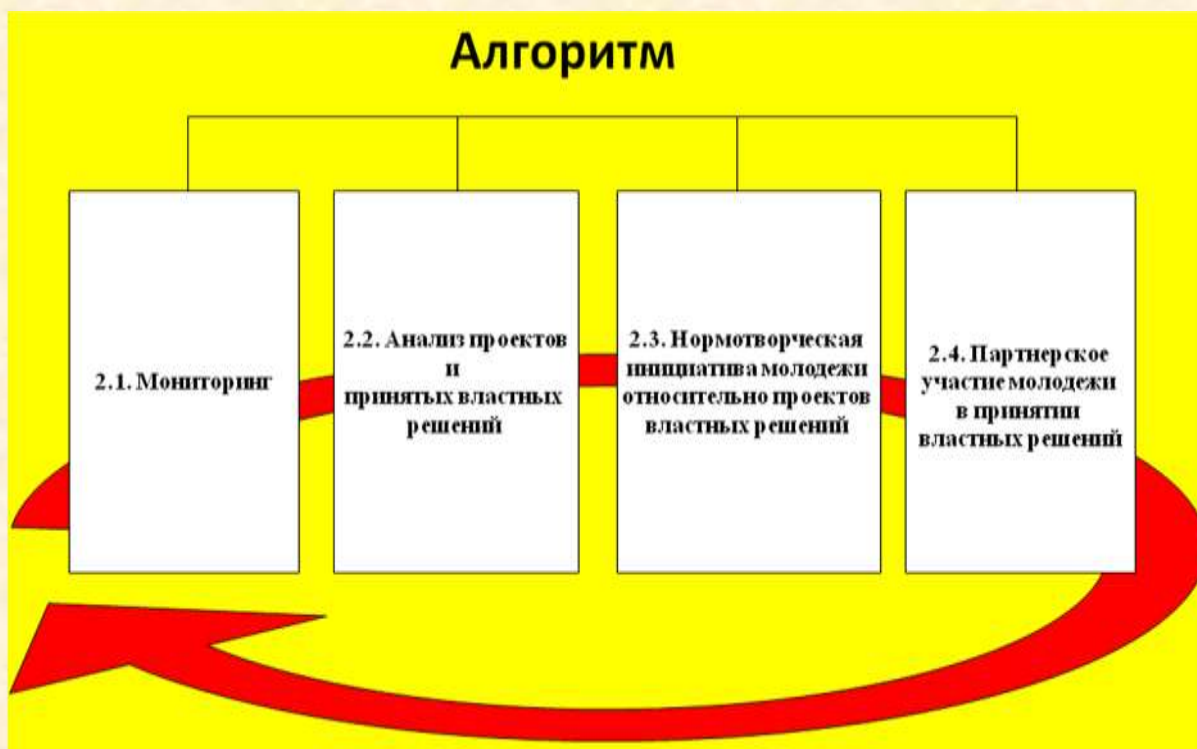 Алгоритм
2.1. Мониторинг
2.2. Анализ проектов
и
принятых властных
решений
2.3. Нормотворческая
инициатива молодежи
относительно проектов
властных решений
2.4. Партнерское
участие молодежи
в принятии
властных решений